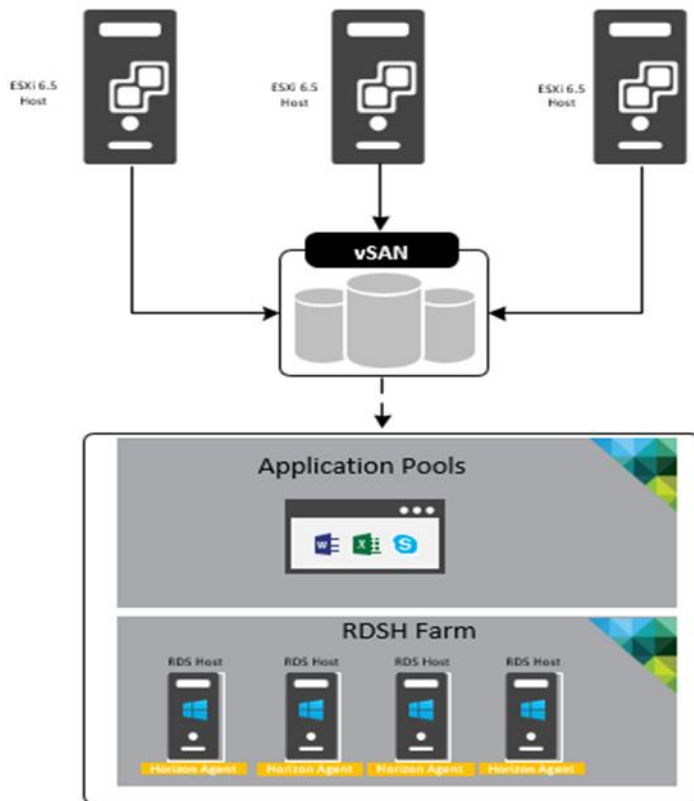 ESXi 6.5
Host
ESXi 6.5
Host
ESXi 6.5
Host
vSAN
Application Pools
W
X
S
RDSH Farm
RDS Host
RDS Host
RDS Host
RDS Host
Horizon Agent
Horizon Agent
Horizon Agent
Horizon Agent